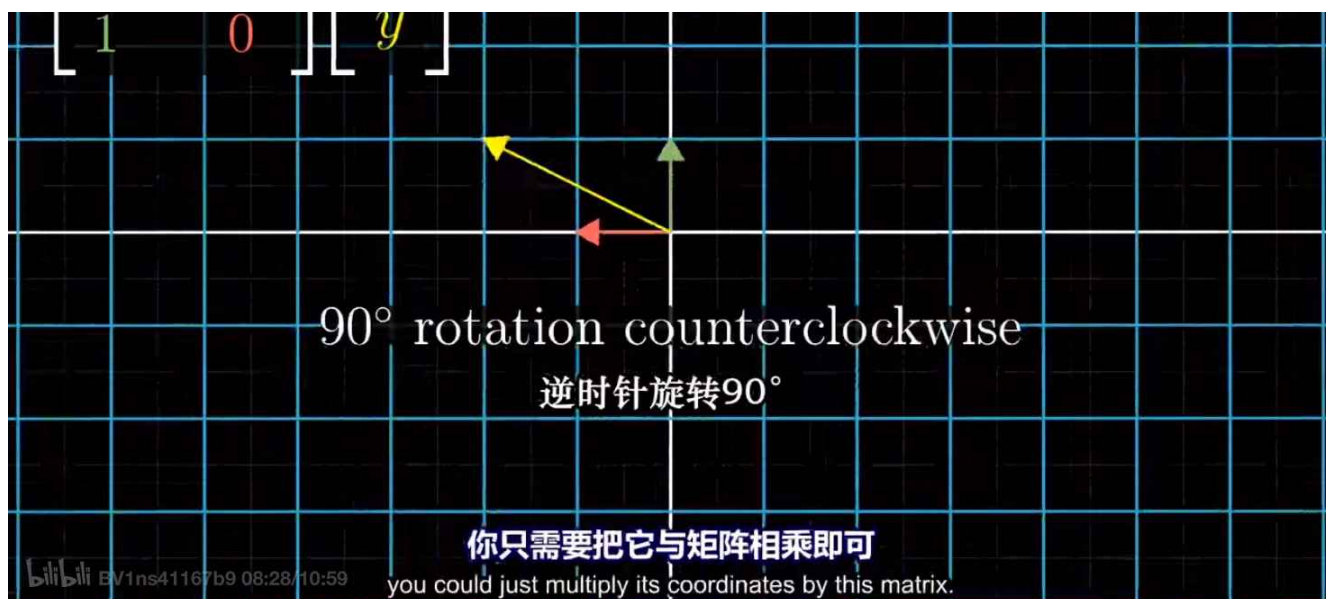 1 0 y
90° rotation counterclockwise
逆时针旋转90°
你只需要把它与矩阵相乘即可
bilibili BV1ns41167b9 08:28/10:59
you could just multiply its coordinates by this matrix.